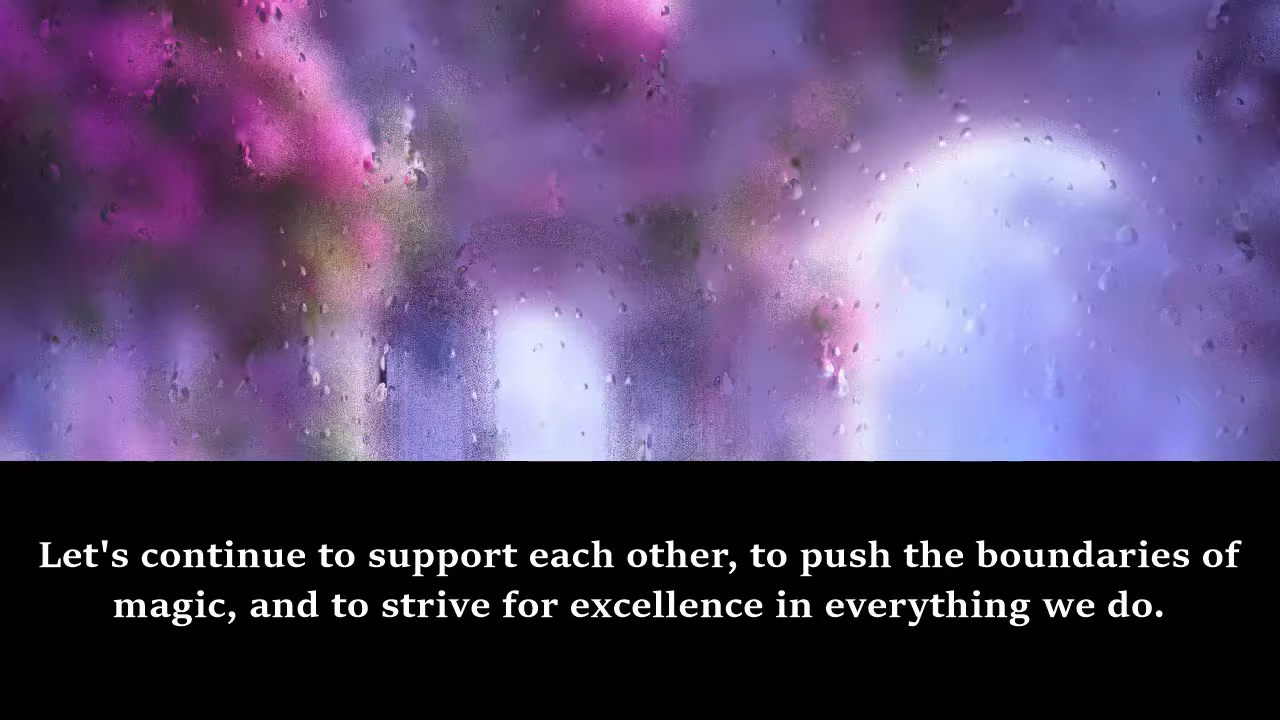 Let's continue to support each other, to push the boundaries of
magic, and to strive for excellence in everything we do.